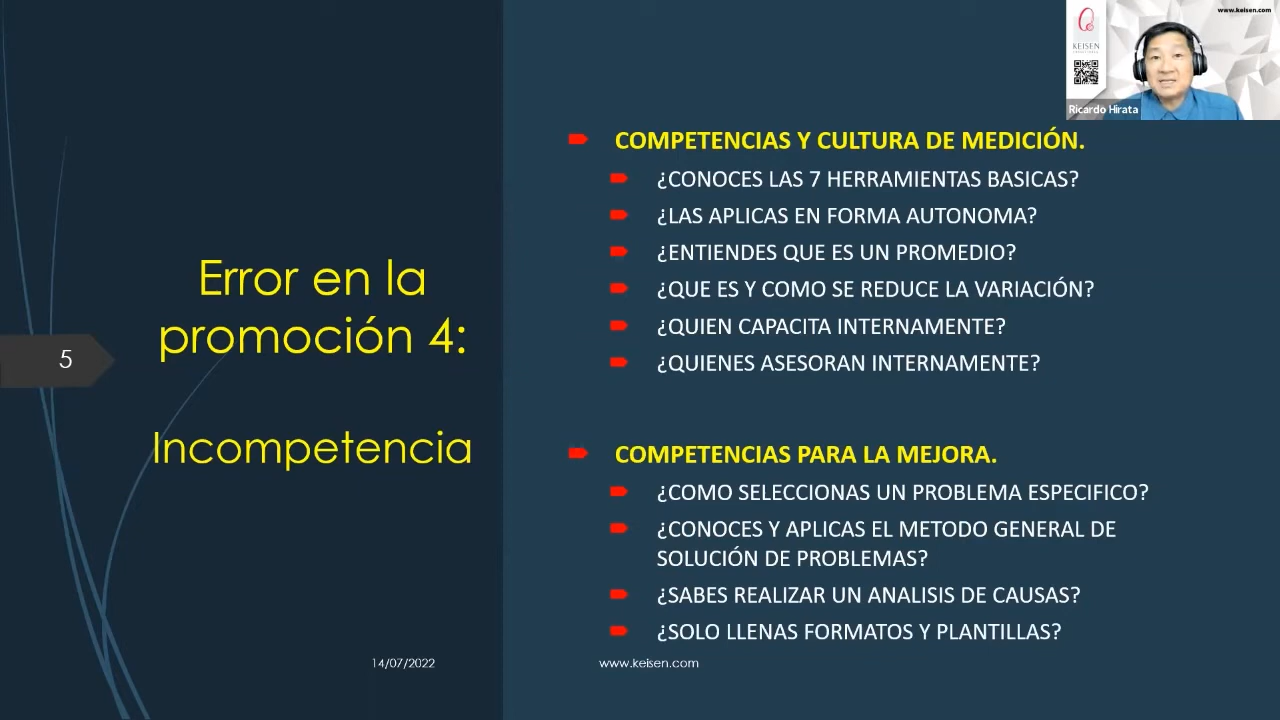 www.keisen.com
KEISEN
Ricardo Hirata
5
Error en la
promoción 4:
Incompetencia
COMPETENCIAS Y CULTURA DE MEDICIÓN.
¿CONOCES LAS 7 HERRAMIENTAS BASICAS?
¿LAS APLICAS EN FORMA AUTONOMA?
¿ENTIENDES QUE ES UN PROMEDIO?
¿QUE ES Y COMO SE REDUCE LA VARIACIÓN?
¿QUIEN CAPACITA INTERNAMENTE?
¿QUIENES ASESORAN INTERNAMENTE?
COMPETENCIAS PARA LA MEJORA.
¿COMO SELECCIONAS UN PROBLEMA ESPECIFICO?
¿CONOCES Y APLICAS EL METODO GENERAL DE
SOLUCIÓN DE PROBLEMAS?
¿SABES REALIZAR UN ANALISIS DE CAUSAS?
¿SOLO LLENAS FORMATOS Y PLANTILLAS?
14/07/2022
www.keisen.com